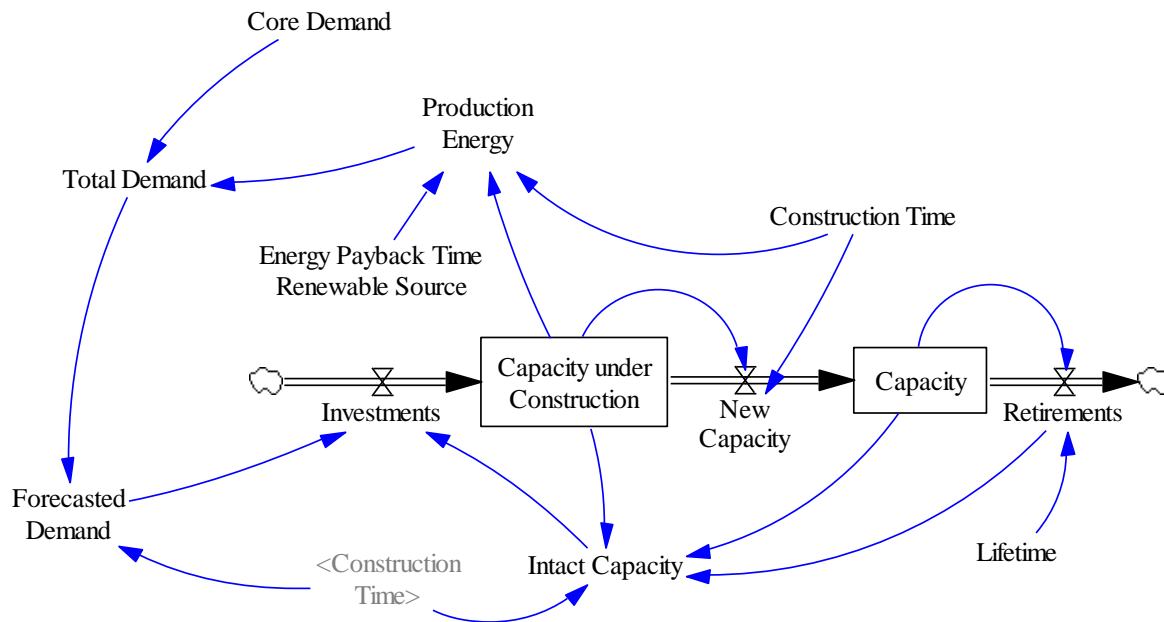 Core Demand
Production
Energy
Total Demand
Construction Time
Energy Payback Time
Renewable Source
Capacity under
Construction
Capacity
Investments
New
Capacity
Retirements
Forecasted
Demand
<Construction
Time>
Intact Capacity
Lifetime